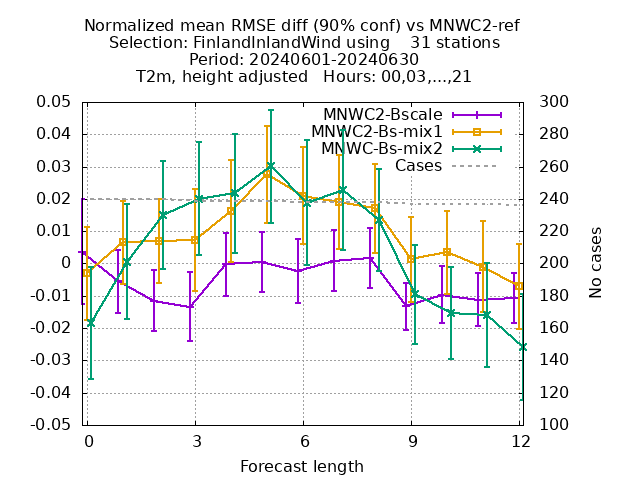 Normalized mean RMSE diff (90% conf) vs MNWC2-ref
Selection: FinlandInlandWind using    31 stations
Period: 20240601-20240630
T2m, height adjusted   Hours: 00,03,...,21
MNWC2-Bscale
MNWC2-Bs-mix1
MNWC-Bs-mix2
Cases
0.05
0.04
0.03
0.02
0.01
0
-0.01
-0.02
-0.03
-0.04
-0.05
300
280
260
240
220
200
180
160
140
120
100
No cases
0 3 6 9 12
Forecast length